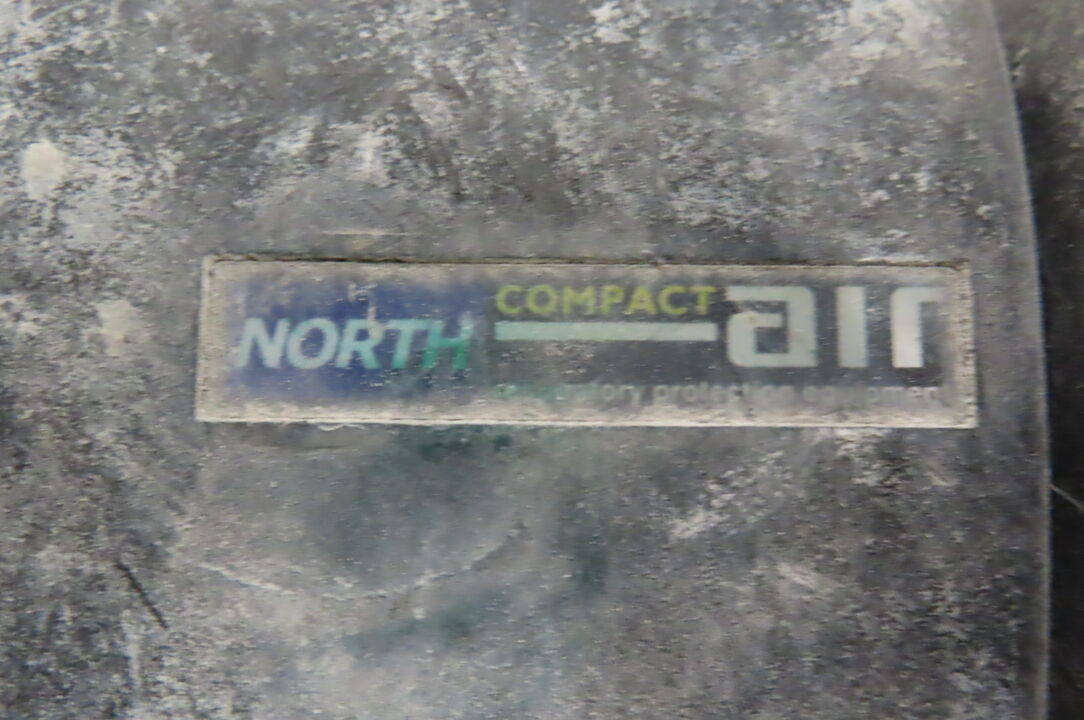 NORTH
COMPACT air
respiratory protection equipment